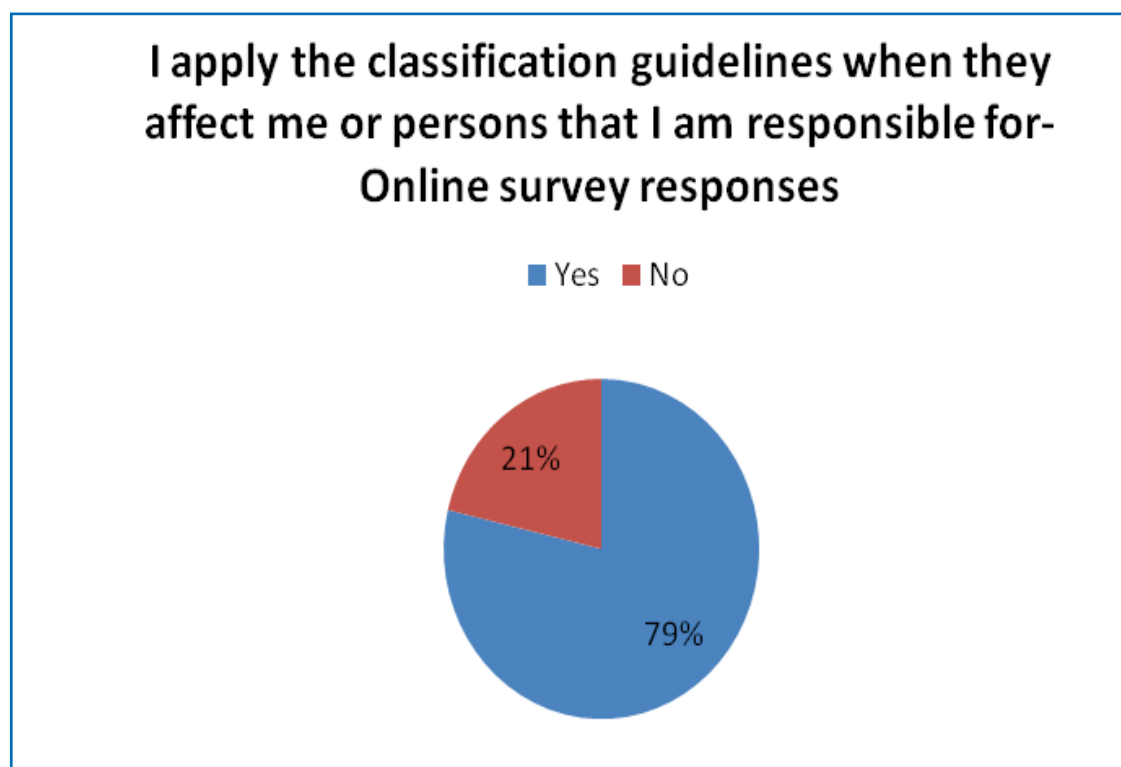 I apply the classification guidelines when they
affect me or persons that I am responsible for-
Online survey responses
Yes No
21%
79%